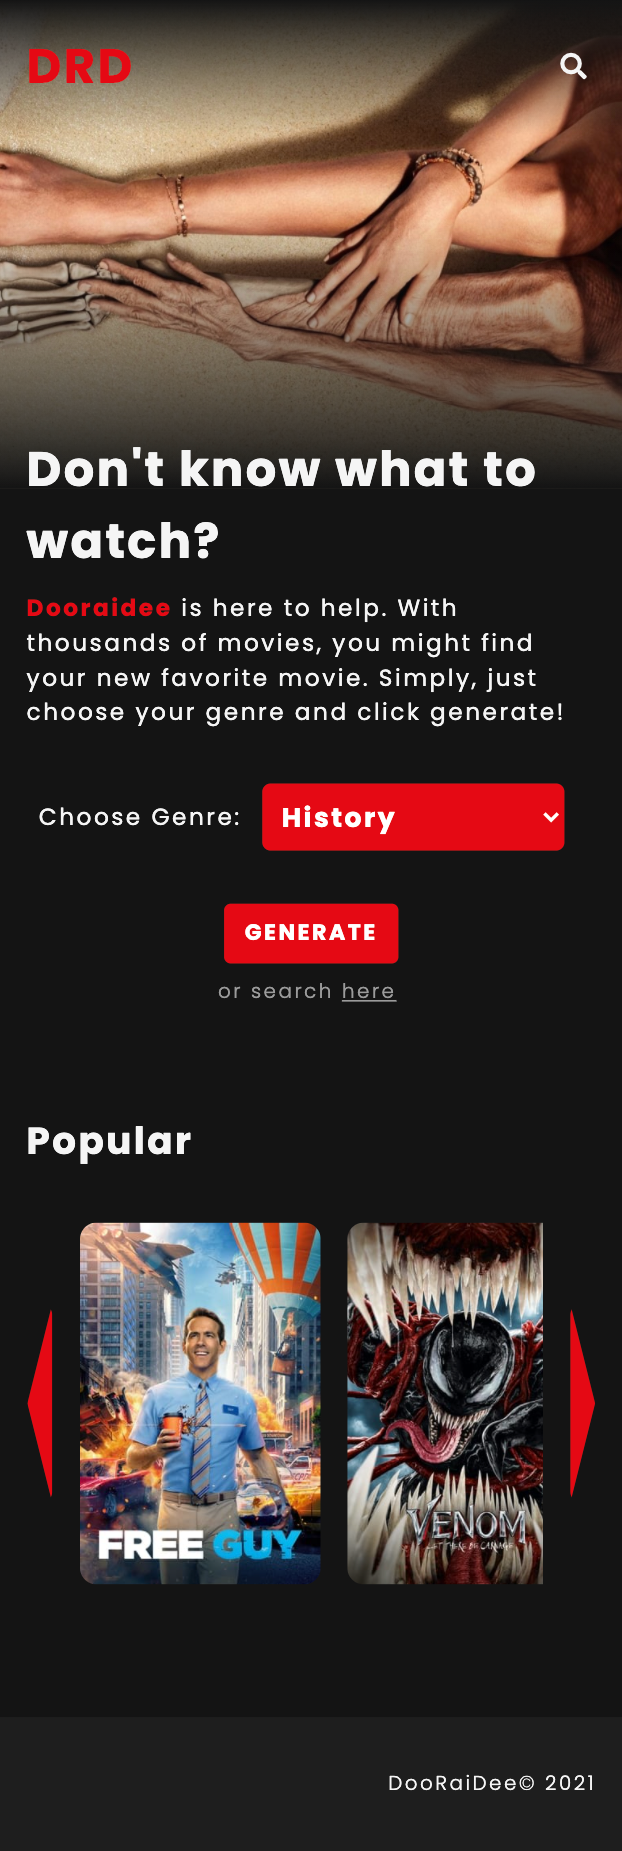 DRD
Don't know what to
watch?
Dooraidee is here to help. With
thousands of movies, you might find
your new favorite movie. Simply, just
choose your genre and click generate!
Choose Genre: History
GENERATE
or search here
Popular
FREE GUY
VENOM
LET THERE BE CARNAGE
DooRaiDee© 2021